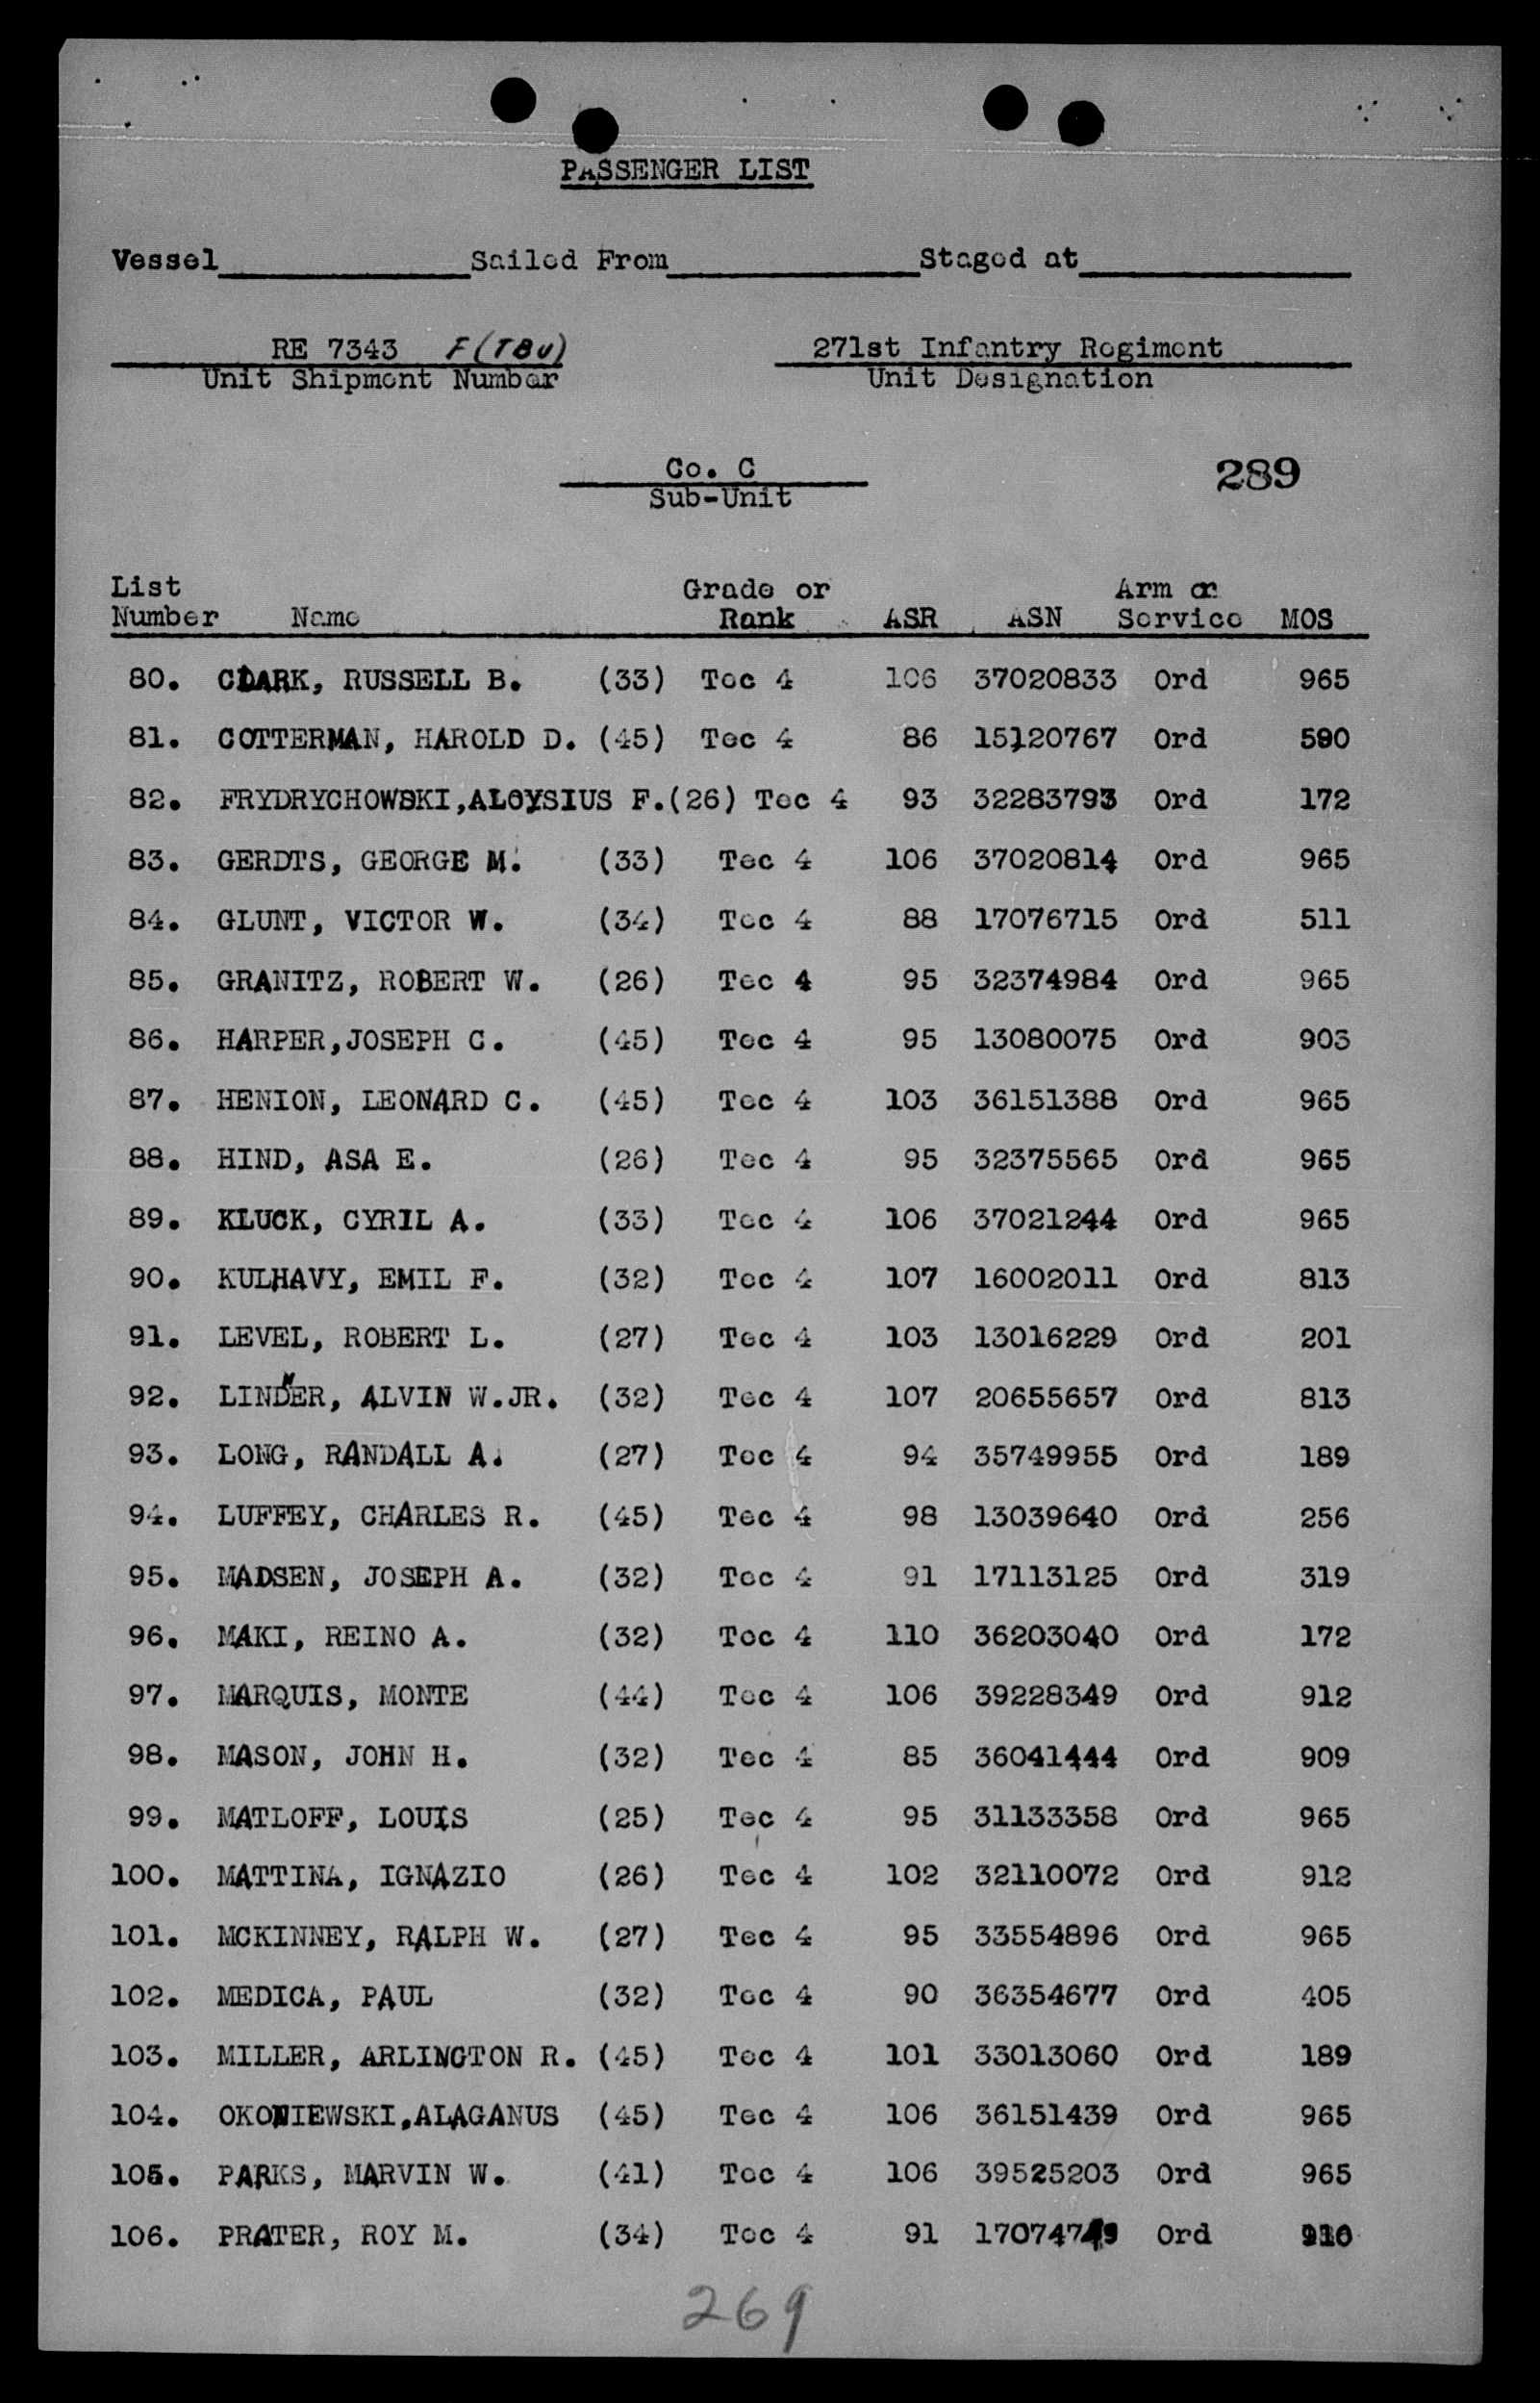 PASSENGER LIST
Vessel Sailed From Staged at
RE 7343 F(TBU) 271st Infantry Regiment
Unit Shipment Number Unit Designation
Co. C 289
Sub-Unit
List Grade or Arm or
Number Name Rank ASR ASN Service MOS
80. CLARK, RUSSELL B. (33) Tec 4 106 37020833 Ord 965
81. COTTERMAN, HAROLD D. (45) Tec 4 86 15120767 Ord 590
82. FRYDRYCHOWSKI,ALOYSIUS F.(26) Tec 4 93 32283793 Ord 172
83. GERDTS, GEORGE M. (33) Tec 4 106 37020814 Ord 965
84. GLUNT, VICTOR W. (34) Tec 4 88 17076715 Ord 511
85. GRANITZ, ROBERT W. (26) Tec 4 95 32374984 Ord 965
86. HARPER,JOSEPH C. (45) Tec 4 95 13080075 Ord 903
87. HENION, LEONARD C. (45) Tec 4 103 36151388 Ord 965
88. HIND, ASA E. (26) Tec 4 95 32375565 Ord 965
89. KLUCK, CYRIL A. (33) Tec 4 106 37021244 Ord 965
90. KULHAVY, EMIL F. (32) Tec 4 107 16002011 Ord 813
91. LEVEL, ROBERT L. (27) Tec 4 103 13016229 Ord 201
92. LINDER, ALVIN W.JR. (32) Tec 4 107 20655657 Ord 813
93. LONG, RANDALL A. (27) Tec 4 94 35749955 Ord 189
94. LUFFEY, CHARLES R. (45) Tec 4 98 13039640 Ord 256
95. MADSEN, JOSEPH A. (32) Tec 4 91 17113125 Ord 319
96. MAKI, REINO A. (32) Tec 4 110 36203040 Ord 172
97. MARQUIS, MONTE (44) Tec 4 106 39228349 Ord 912
98. MASON, JOHN H. (32) Tec 4 85 36041444 Ord 909
99. MATLOFF, LOUIS (25) Tec 4 95 31133358 Ord 965
100. MATTINA, IGNAZIO (26) Tec 4 102 32110072 Ord 912
101. MCKINNEY, RALPH W. (27) Tec 4 95 33554896 Ord 965
102. MEDICA, PAUL (32) Tec 4 90 36354677 Ord 405
103. MILLER, ARLINGTON R. (45) Tec 4 101 33013060 Ord 189
104. OKONIEWSKI,ALAGANUS (45) Tec 4 106 36151439 Ord 965
105. PARKS, MARVIN W. (41) Tec 4 106 39525203 Ord 965
106. PRATER, ROY M. (34) Tec 4 91 Ord
269